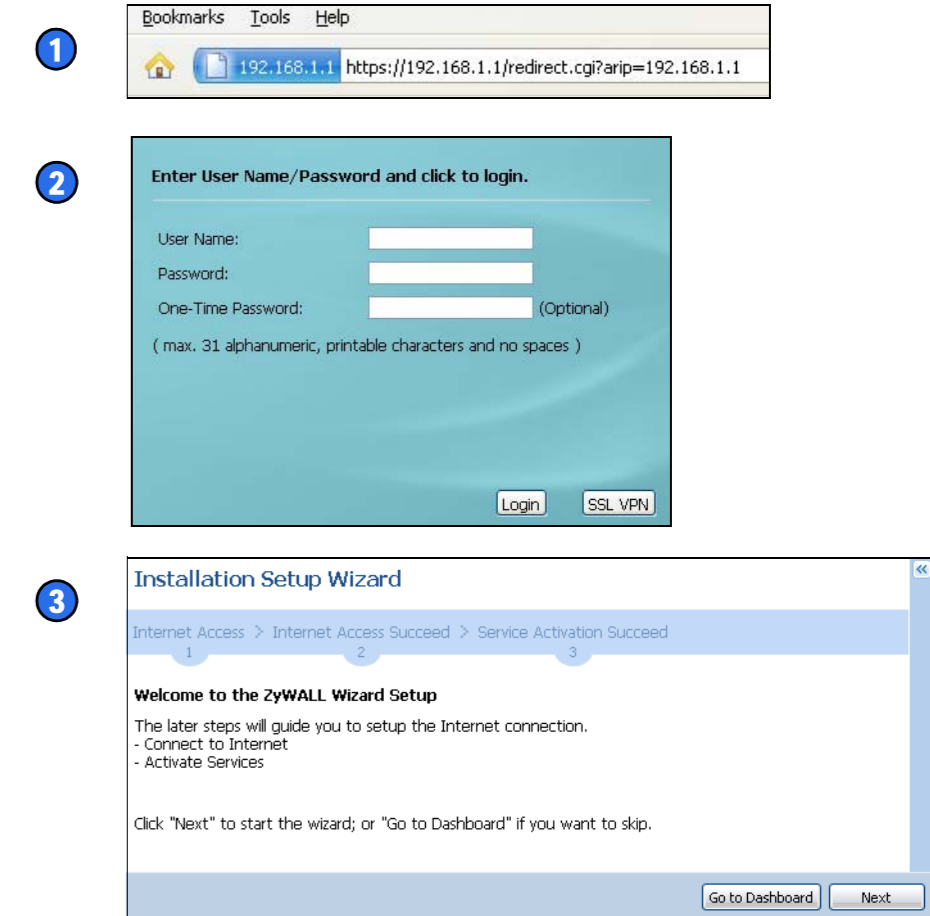 1
Bookmarks Tools Help
192.168.1.1 https://192.168.1.1/redirect.cgi?arip=192.168.1.1
2
Enter User Name/Password and click to login.
User Name:
Password:
One-Time Password: (Optional)
( max. 31 alphanumeric, printable characters and no spaces )
Login SSL VPN
3
Installation Setup Wizard «
Internet Access > Internet Access Succeed > Service Activation Succeed
1 2 3
Welcome to the ZyWALL Wizard Setup
The later steps will guide you to setup the Internet connection.
- Connect to Internet
- Activate Services
Click "Next" to start the wizard; or "Go to Dashboard" if you want to skip.
Go to Dashboard Next